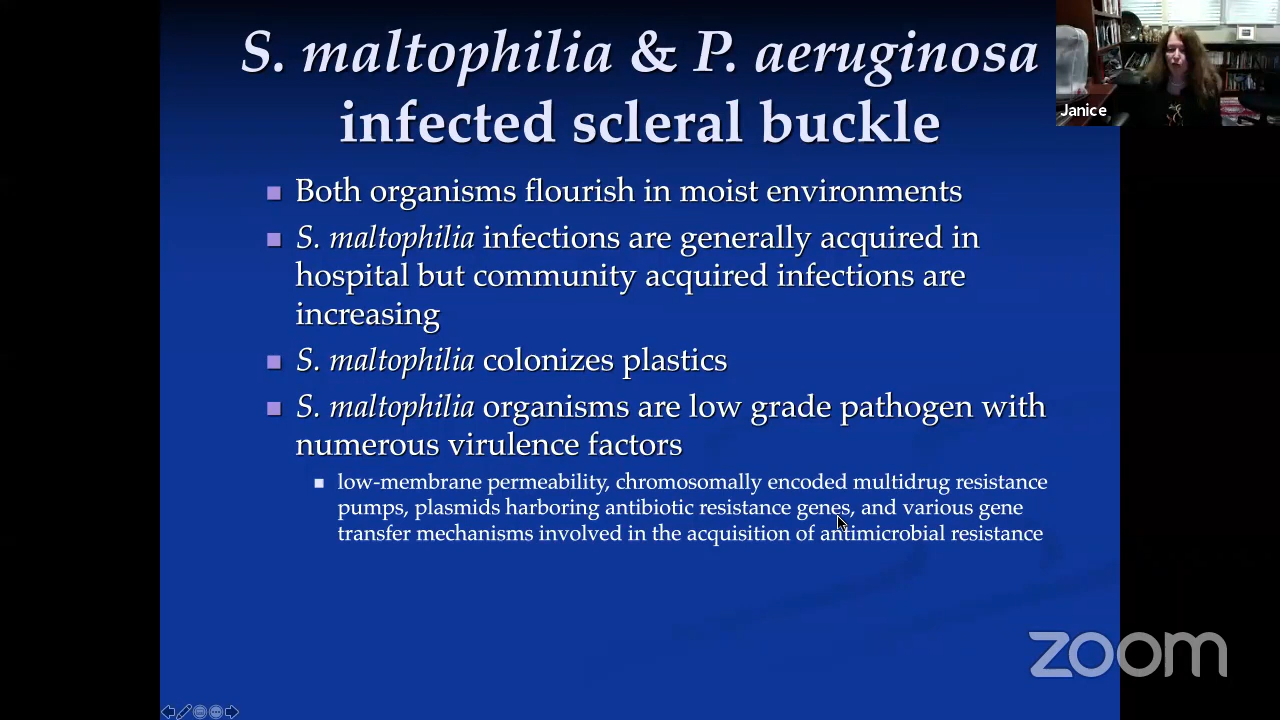 S. maltophilia & P. aeruginosa
infected scleral buckle
Janice
Both organisms flourish in moist environments
S. maltophilia infections are generally acquired in
hospital but community acquired infections are
increasing
S. maltophilia colonizes plastics
S. maltophilia organisms are low grade pathogen with
numerous virulence factors
low-membrane permeability, chromosomally encoded multidrug resistance
pumps, plasmids harboring antibiotic resistance genes, and various gene
transfer mechanisms involved in the acquisition of antimicrobial resistance
zoom